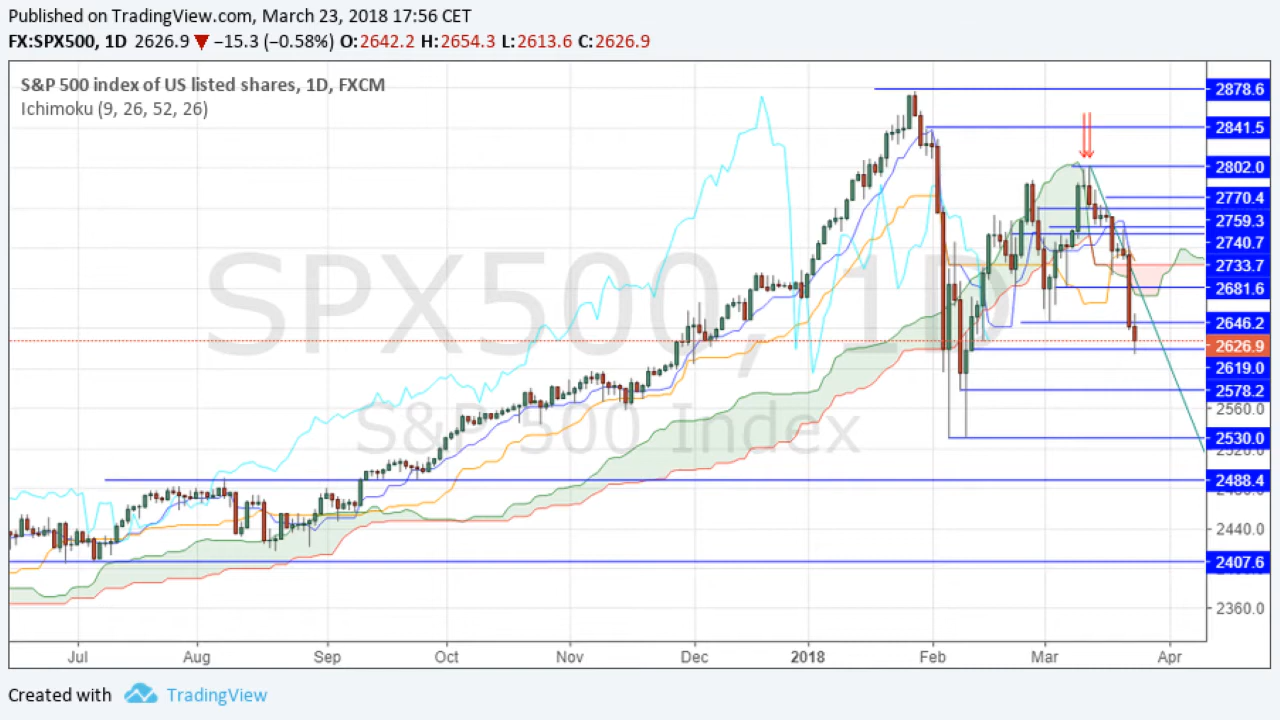 Published on TradingView.com, March 23, 2018 17:56 CET
FX:SPX500, 1D 2626.9 ▼ −15.3 (−0.58%) O:2642.2 H:2654.3 L:2613.6 C:2626.9
S&P 500 index of US listed shares, 1D, FXCM
Ichimoku (9, 26, 52, 26)
SPX500, 1D
S&P 500 Index
2878.6
2841.5
2802.0
2770.4
2759.3
2740.7
2733.7
2681.6
2646.2
2626.9
2619.0
2578.2
2560.0
2530.0
2520.0
2488.4
2440.0
2407.6
2360.0
Jul Aug Sep Oct Nov Dec 2018 Feb Mar Apr
Created with TradingView